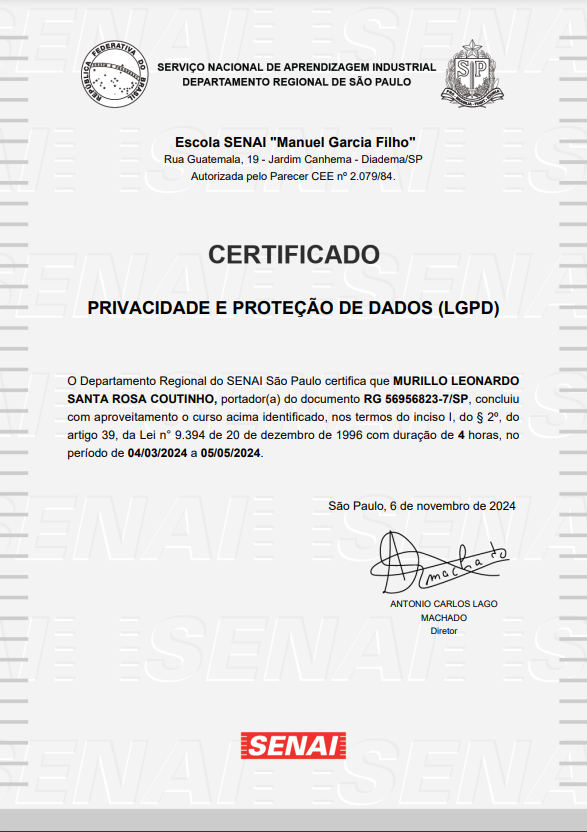 REPÚBLICA FEDERATIVA DO BRASIL
SERVIÇO NACIONAL DE APRENDIZAGEM INDUSTRIAL
DEPARTAMENTO REGIONAL DE SÃO PAULO
SP
Escola SENAI "Manuel Garcia Filho"
Rua Guatemala, 19 - Jardim Canhema - Diadema/SP
Autorizada pelo Parecer CEE nº 2.079/84.
CERTIFICADO
PRIVACIDADE E PROTEÇÃO DE DADOS (LGPD)
O Departamento Regional do SENAI São Paulo certifica que MURILLO LEONARDO
SANTA ROSA COUTINHO, portador(a) do documento RG 56956823-7/SP, concluiu
com aproveitamento o curso acima identificado, nos termos do inciso I, do § 2º, do
artigo 39, da Lei n° 9.394 de 20 de dezembro de 1996 com duração de 4 horas, no
período de 04/03/2024 a 05/05/2024.
São Paulo, 6 de novembro de 2024
Machado
ANTONIO CARLOS LAGO
MACHADO
Diretor
SENAI